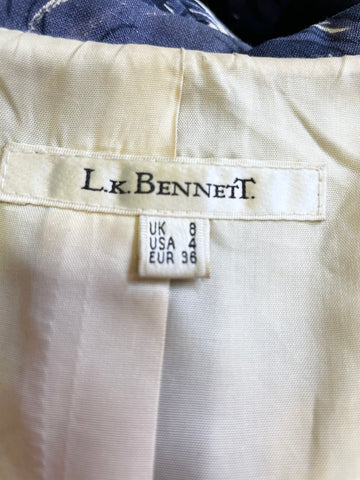 L.K. BENNETT.
UK 8
USA 4
EUR 36